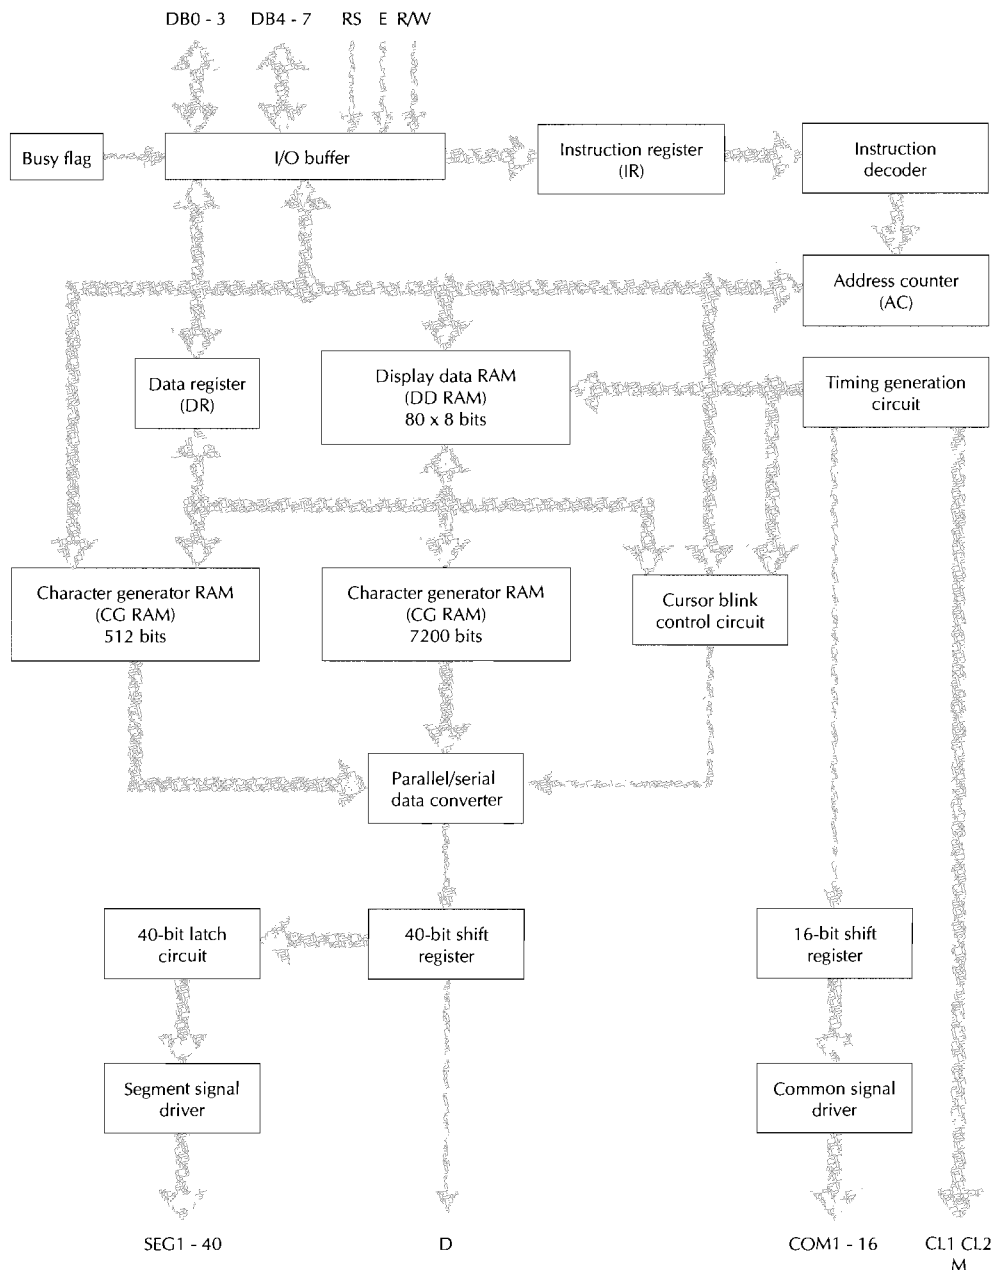 DB0 - 3 DB4 - 7 RS E R/W
Busy flag
I/O buffer
Instruction register
(IR)
Instruction
decoder
Address counter
(AC)
Data register
(DR)
Display data RAM
(DD RAM)
80 x 8 bits
Timing generation
circuit
Character generator RAM
(CG RAM)
512 bits
Character generator RAM
(CG RAM)
7200 bits
Cursor blink
control circuit
Parallel/serial
data converter
40-bit latch
circuit
40-bit shift
register
16-bit shift
register
Segment signal
driver
Common signal
driver
SEG1 - 40
D
COM1 - 16
CL1 CL2
M